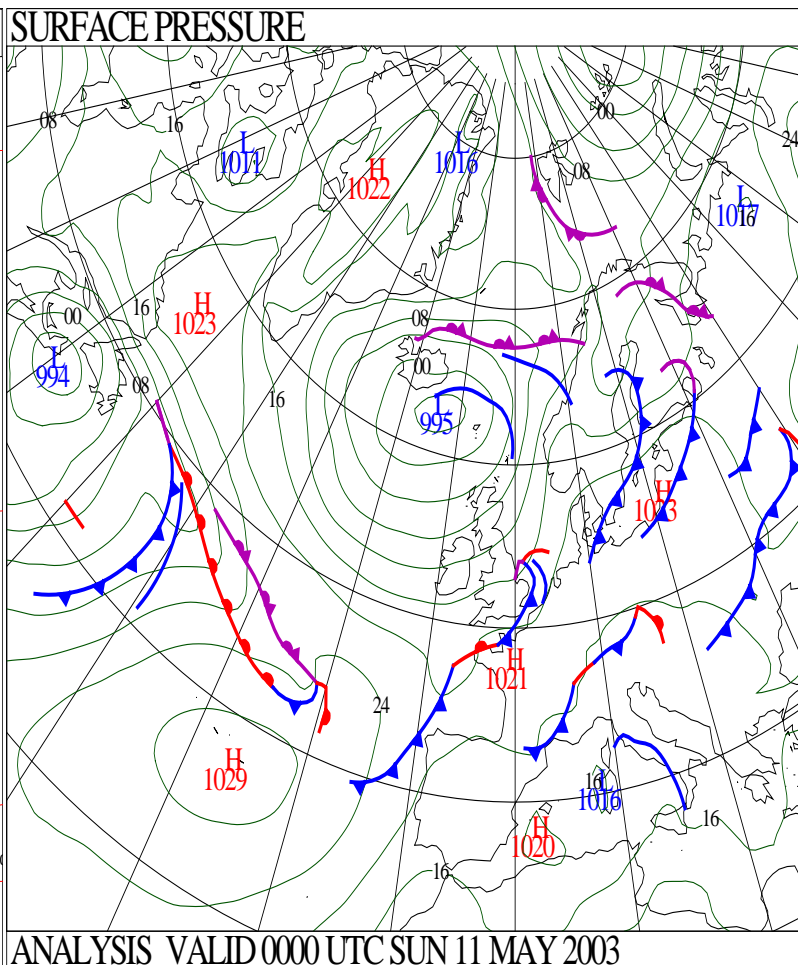 SURFACE PRESSURE
24
00
08
16
L
1011
L
1016
H
1022
08
L
1017
16
H
1023
16
00
L
994
08
08
00
16
L
995
H
1023
H
1021
24
H
1029
16
L
1016
H
1020
16
16
ANALYSIS VALID 0000 UTC SUN 11 MAY 2003